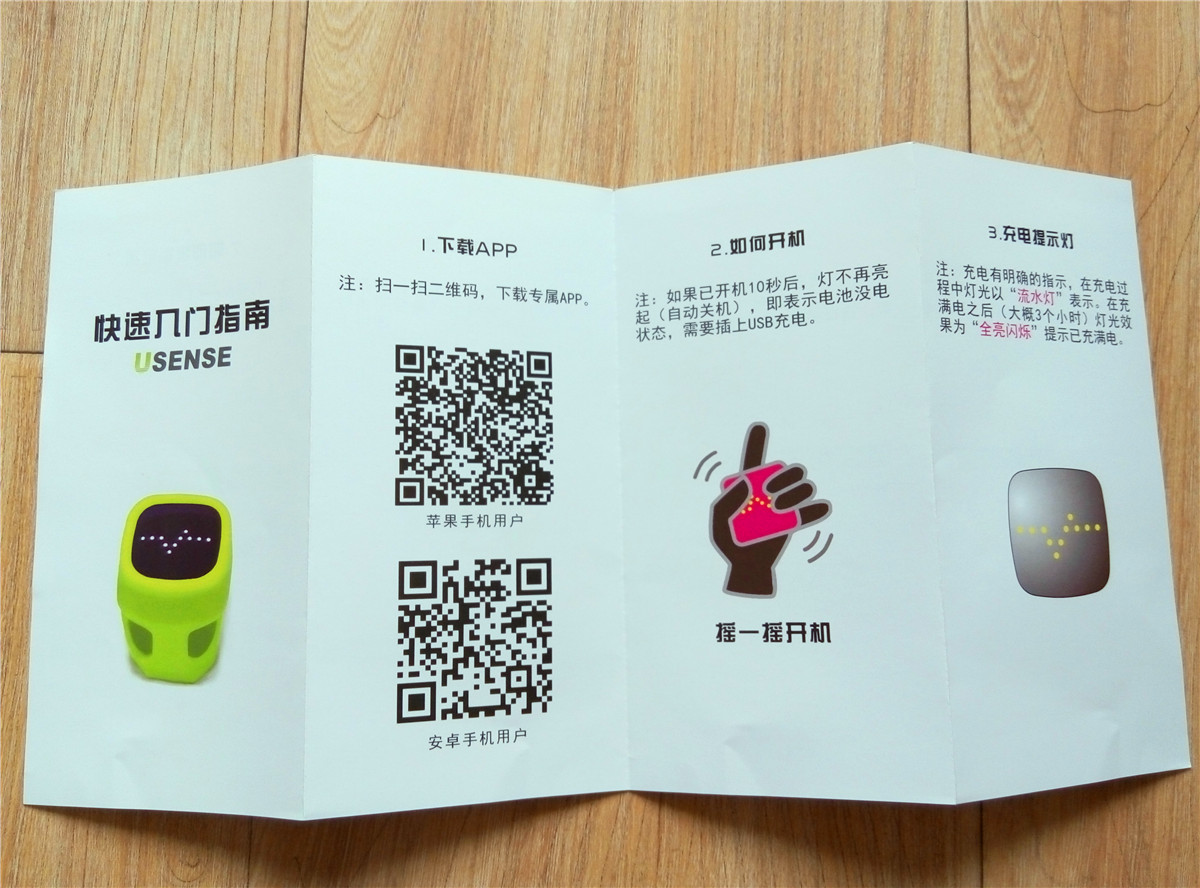 快速入门指南
USENSE
1.下载APP
注：扫一扫二维码，下载专属APP。
苹果手机用户
安卓手机用户
2.如何开机
注：如果已开机10秒后，灯不再亮
起（自动关机），即表示电池没电
状态，需要插上USB充电。
摇一摇开机
3.充电提示灯
注：充电有明确的指示，在充电过
程中灯光以“流水灯”表示。在充
满电之后（大概3个小时）灯光效
果为“全亮闪烁”提示已充满电。